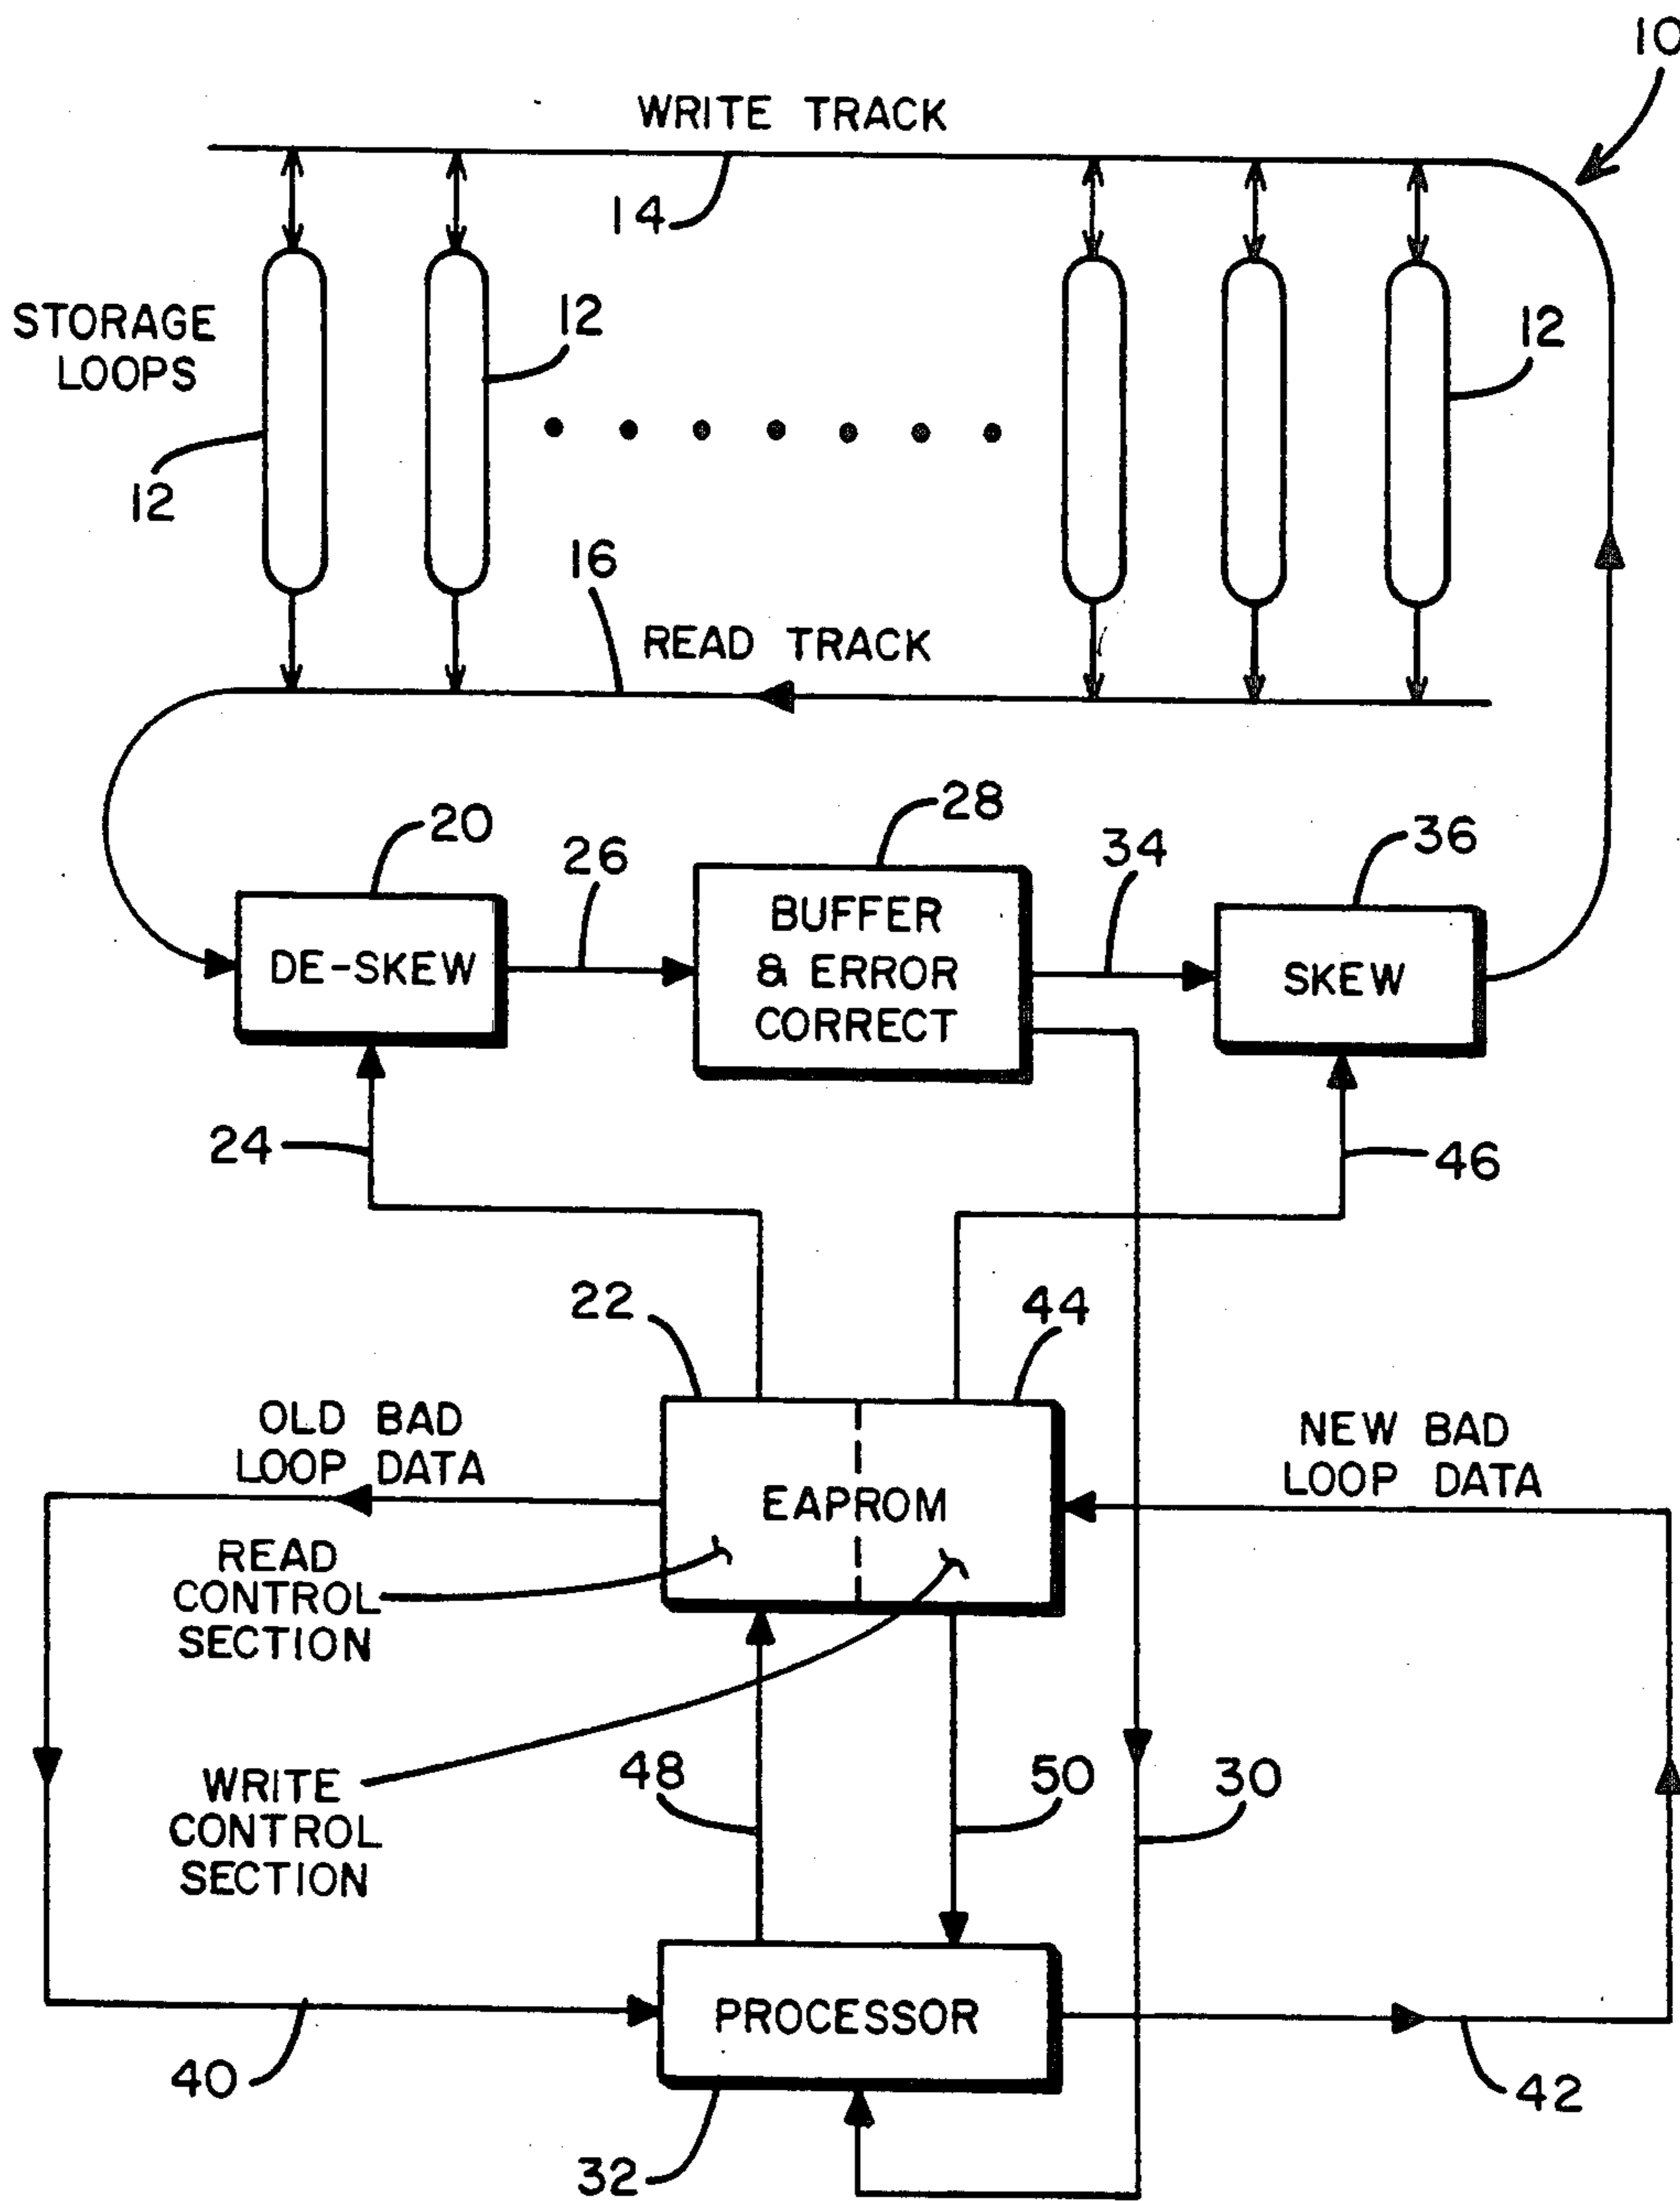 10
WRITE TRACK
14
STORAGE
LOOPS
12
12
12
16
READ TRACK
20
26
28
34
36
DE-SKEW
BUFFER
& ERROR
CORRECT
SKEW
24
46
22
44
OLD BAD
LOOP DATA
NEW BAD
LOOP DATA
EAPROM
READ
CONTROL
SECTION
WRITE
CONTROL
SECTION
48
50
30
PROCESSOR
40
42
32